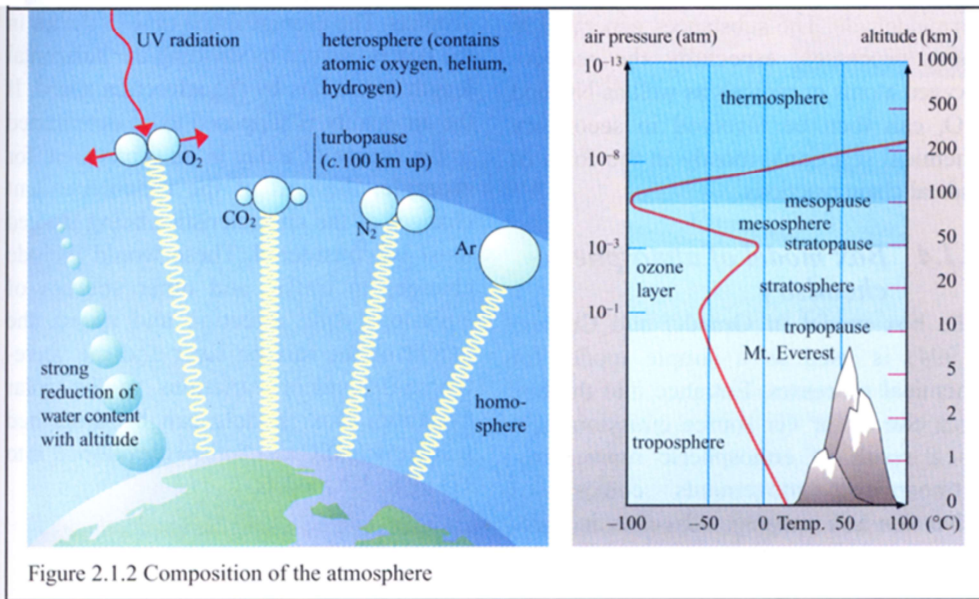 UV radiation
heterosphere (contains
atomic oxygen, helium,
hydrogen)
O₂
turbopause
(c.100 km up)
CO₂
N₂
Ar
strong
reduction of
water content
with altitude
homo-
sphere
air pressure (atm)
altitude (km)
10⁻¹³
1 000
thermosphere
500
200
10⁻⁸
100
mesopause
mesosphere
50
10⁻³
stratopause
ozone
layer
stratosphere
20
10⁻¹
10
tropopause
Mt. Everest
5
2
troposphere
1
0
0
−100
−50
0
Temp.
50
100 (°C)
Figure 2.1.2 Composition of the atmosphere